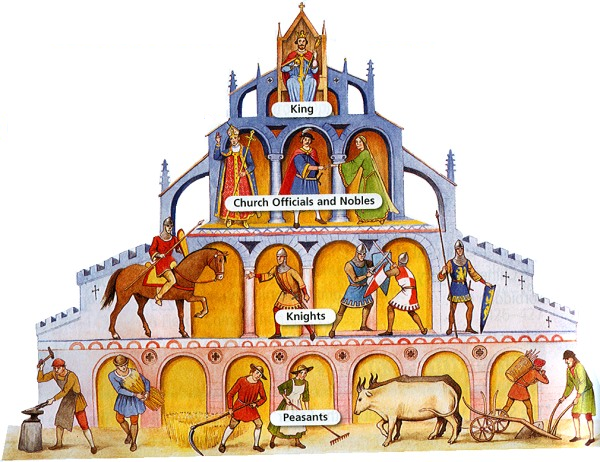 King
Church Officials and Nobles
Knights
Peasants